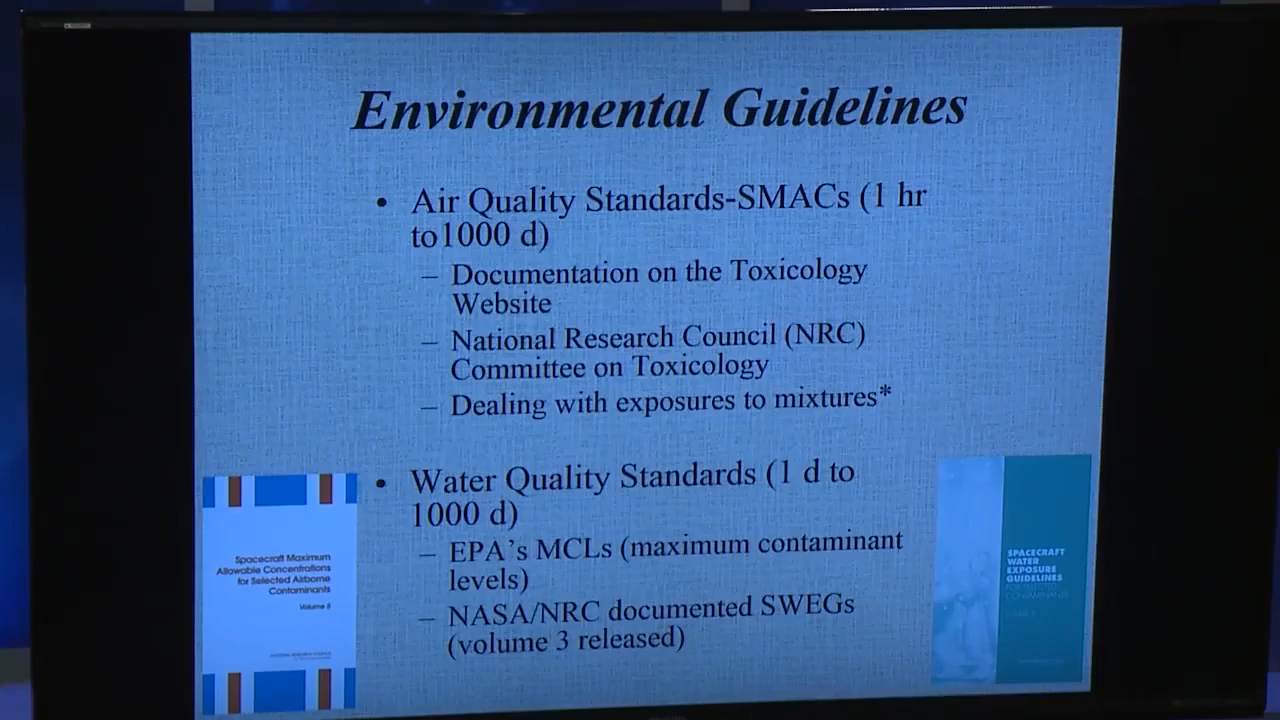 Environmental Guidelines
• Air Quality Standards-SMACs (1 hr
to1000 d)
– Documentation on the Toxicology
Website
– National Research Council (NRC)
Committee on Toxicology
– Dealing with exposures to mixtures*
• Water Quality Standards (1 d to
1000 d)
– EPA's MCLs (maximum contaminant
levels)
– NASA/NRC documented SWEGs
(volume 3 released)
Spacecraft Maximum
Allowable Concentrations
for Selected Airborne
Contaminants
Volume 5
SPACECRAFT
WATER
EXPOSURE
GUIDELINES